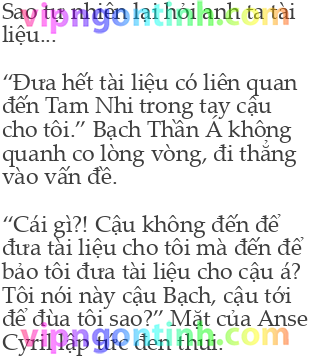 Sao tự nhiên lại hỏi anh ta tài
vipngontinh.com
liệu...
“Đưa hết tài liệu có liên quan
đến Tam Nhi trong tay cậu
cho tôi.” Bạch Thần Á không
quanh co lòng vòng, đi thẳng
vào vấn đề.
“Cái gì?! Cậu không đến để
đưa tài liệu cho tôi mà đến để
bảo tôi đưa tài liệu cho cậu á?
Tôi nói này cậu Bạch, cậu tới
để đùa tôi sao?” Mặt của Anse
Cyril lập tức đen thui.
vipngontinh.com